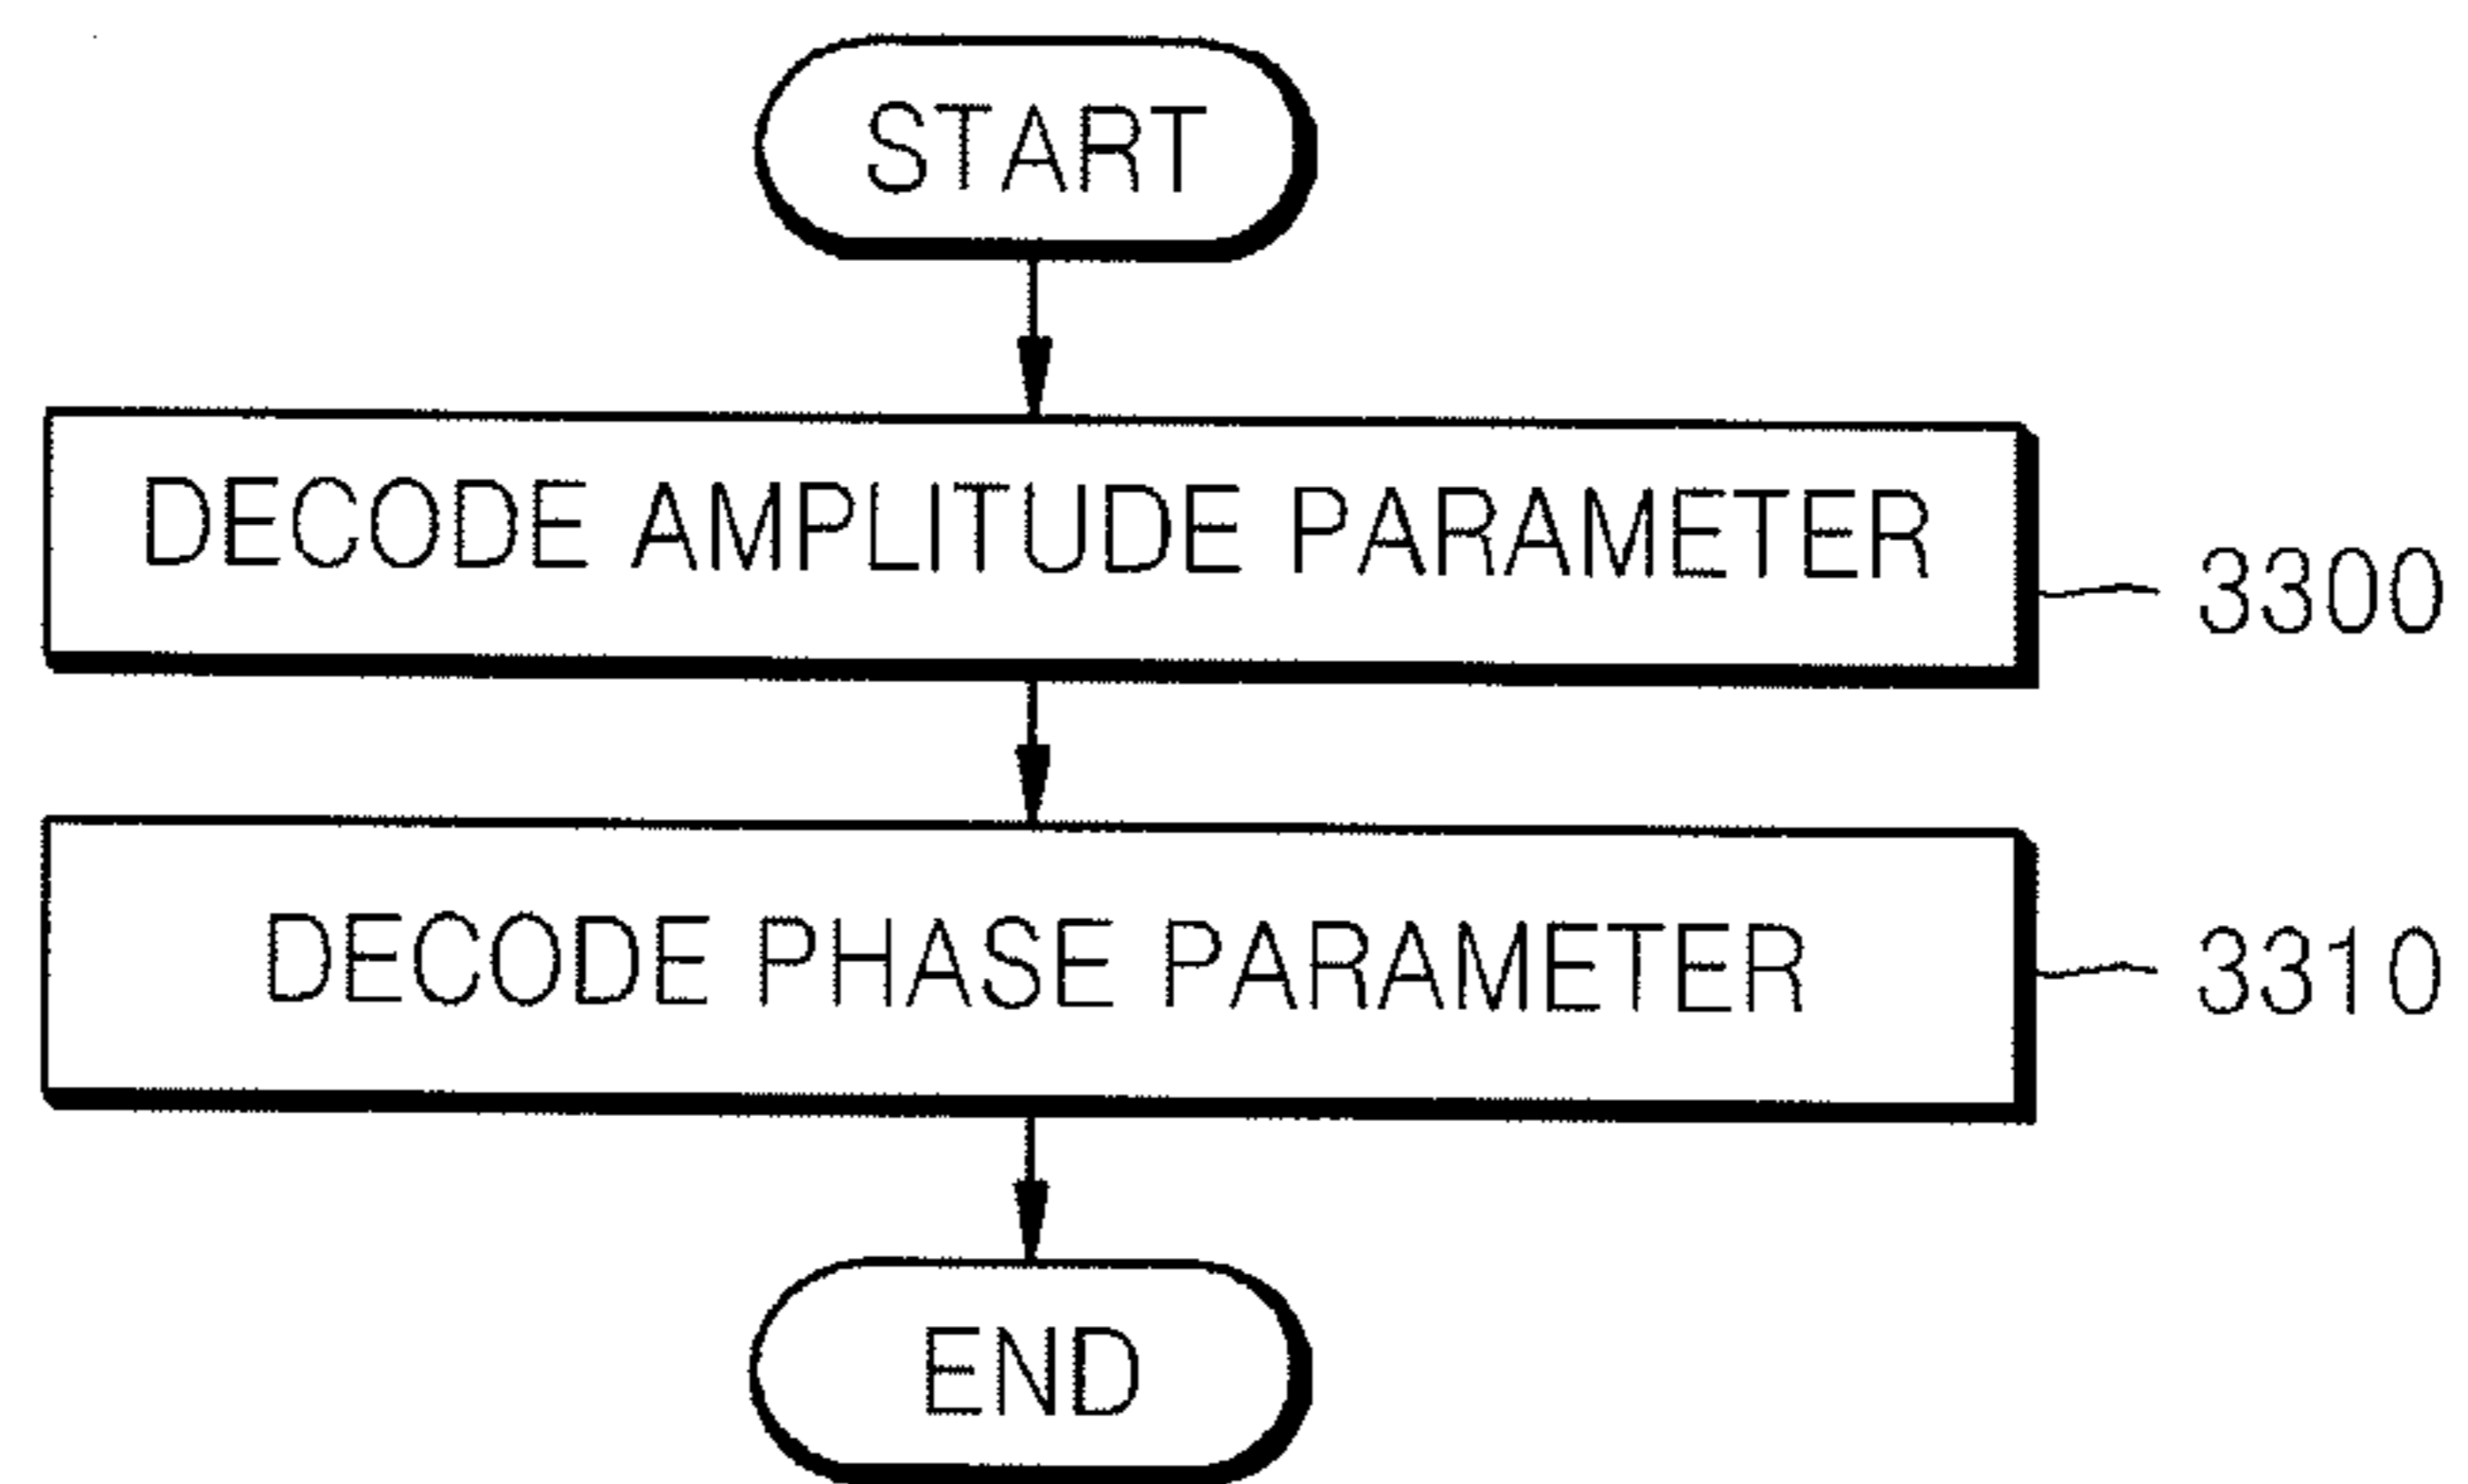 START
DECODE AMPLITUDE PARAMETER
3300
DECODE PHASE PARAMETER
3310
END